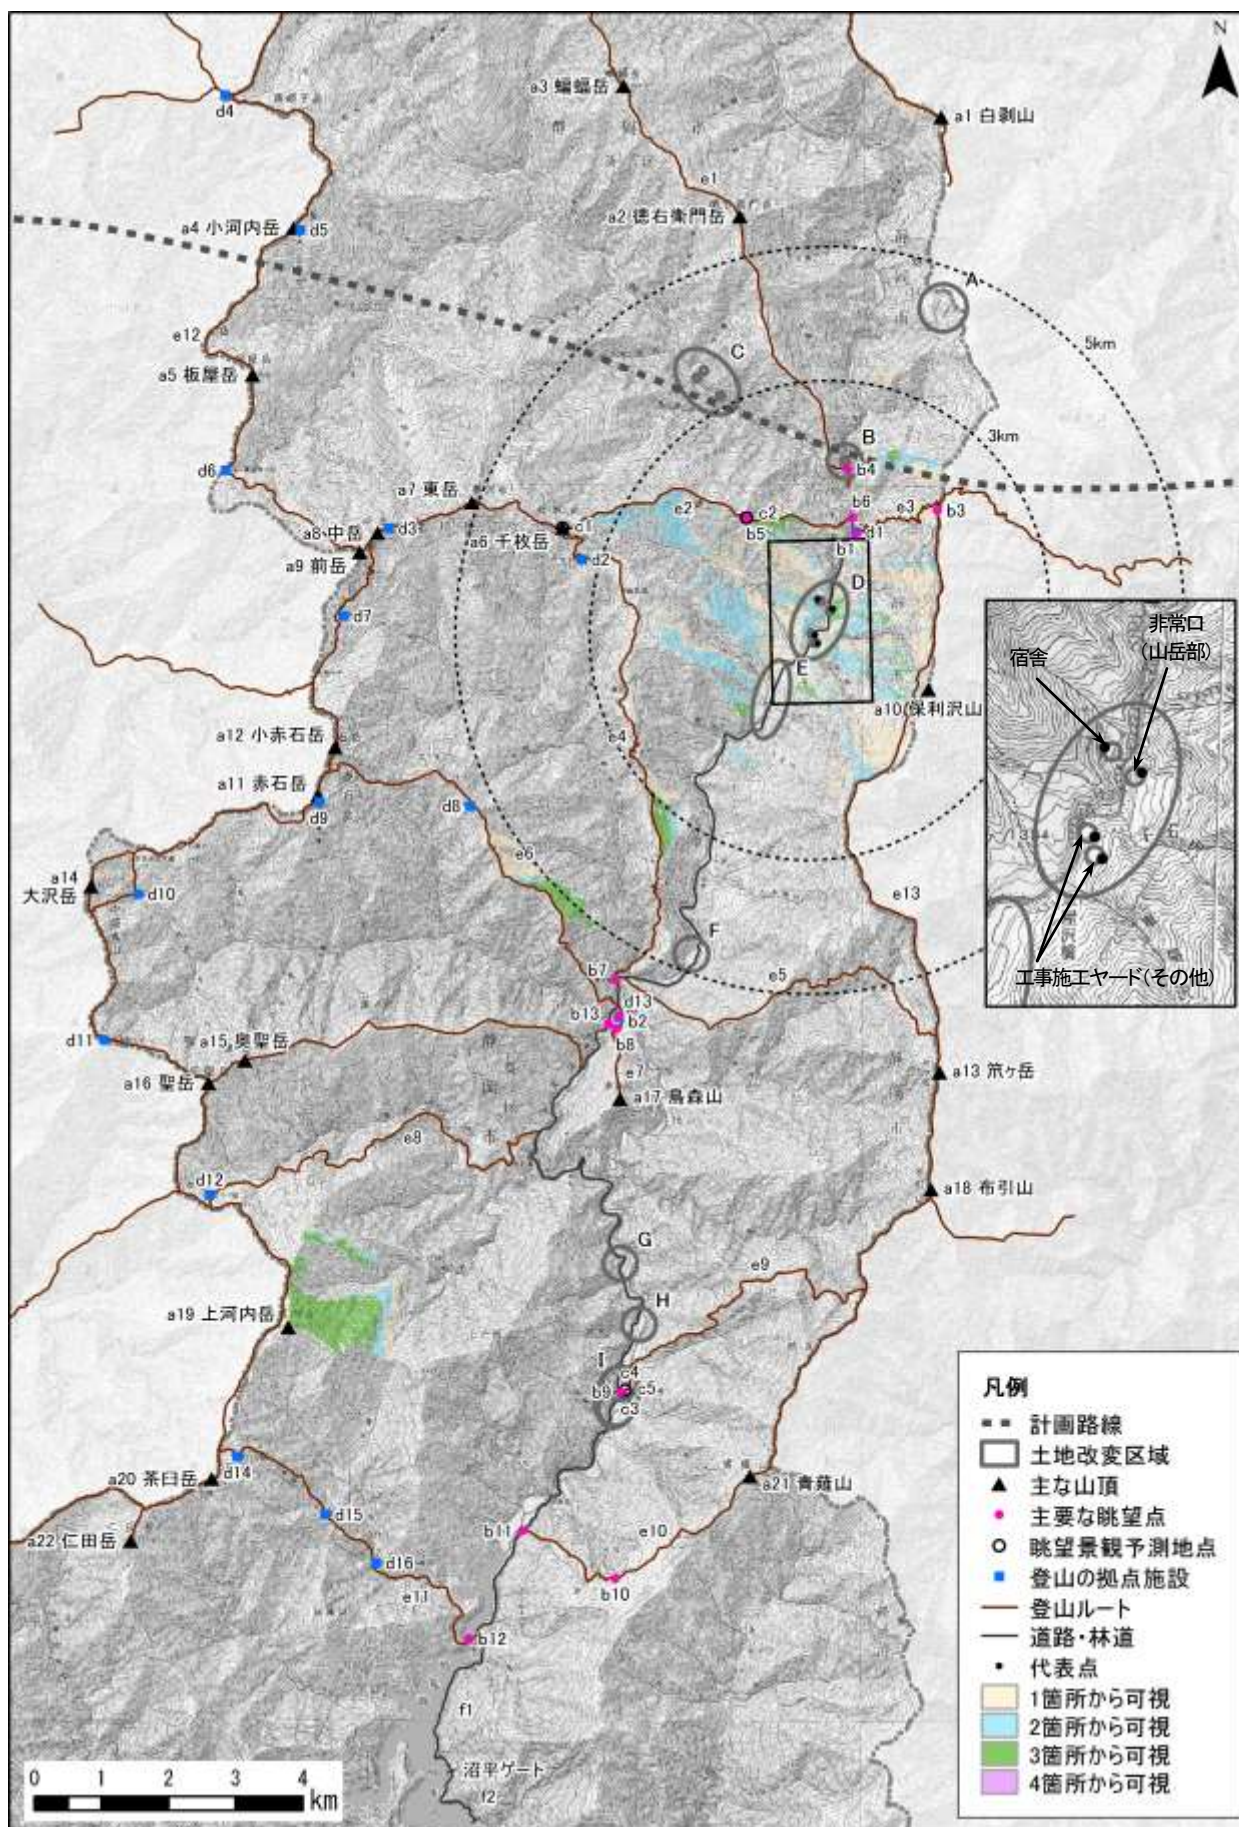 N
a3 蝙蝠岳
a1 白剥山
d4
e1
a2 徳右衛門岳
a4 小河内岳
d5
A
5km
e12
C
a5 板屋岳
3km
B
b4
d6
a7 東岳
e2
c2
b6
e3
b3
a8 中岳
d3
c1
a6 千枚岳
b5
d1
b1
a9 前岳
d2
D
d7
非常口
(山岳部)
宿舎
E
a10 保利沢山
a12 小赤石岳
e4
a11 赤石岳
d9
d8
e6
a14
大沢岳
d10
e13
F
工事施工ヤード(その他)
b7
e5
d13
b13
b2
b8
d11
a15 奥聖岳
e7
a13 笊ヶ岳
a16 聖岳
a17 鳥森山
e8
d12
a18 布引山
G
e9
H
a19 上河内岳
I
c4
b9
c5
c3
凡例
計画路線
土地改変区域
主な山頂
主要な眺望点
眺望景観予測地点
登山の拠点施設
登山ルート
道路・林道
代表点
1箇所から可視
2箇所から可視
3箇所から可視
4箇所から可視
a20 茶臼岳
d14
a21 青薙山
d15
a22 仁田岳
b11
e10
d16
b10
e11
b12
f1
沼平ゲート
f2
0 1 2 3 4
km